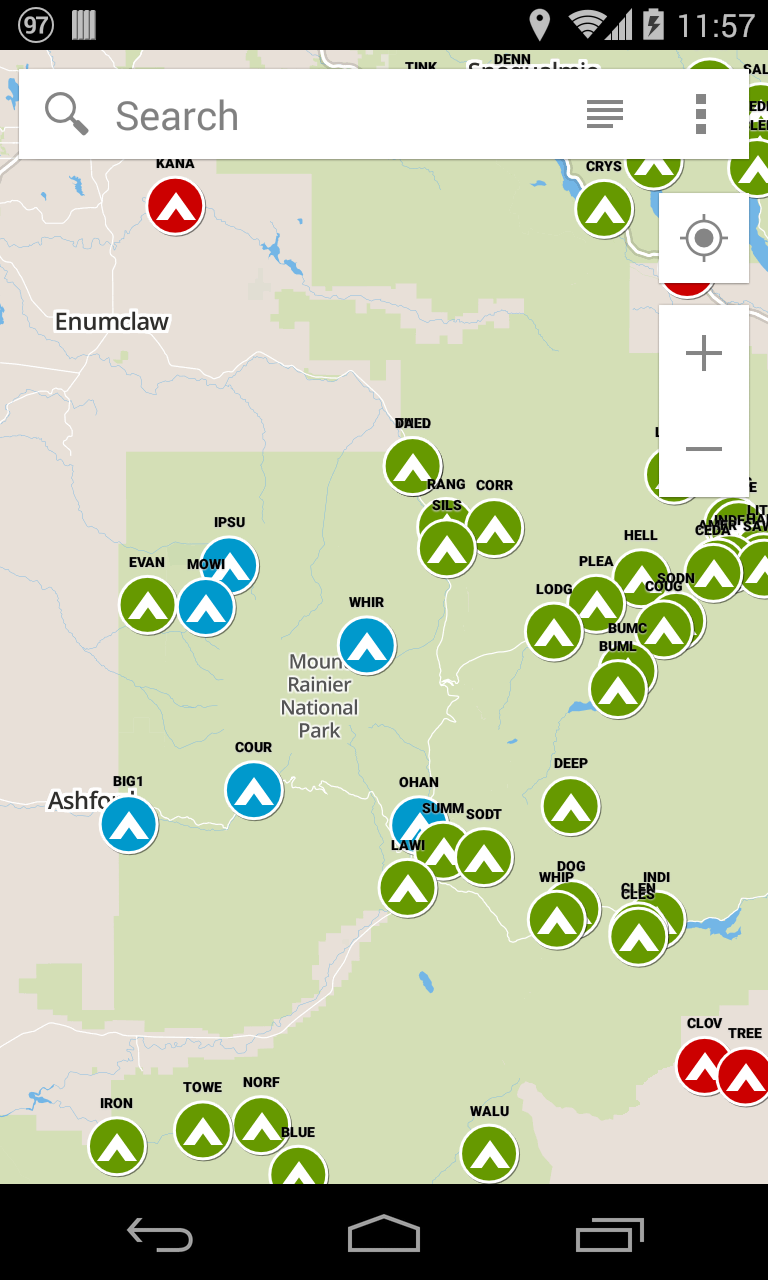 97
11:57
DENN
TINK
SAL
Search
KANA
CRYS
Enumclaw
RANG
CORR
SILS
IPSU
HELL
EVAN
MOWI
PLEA
SODN
LODG
COUG
WHIR
BUMC
BUML
CEDA
Mount
Rainier
National
Park
COUR
DEEP
BIG1
OHAN
Ashford
SUMM
SODT
LAWI
DOG
WHIP
INDI
CLEN
CLES
CLOV
TREE
NORF
TOWE
IRON
WALU
BLUE